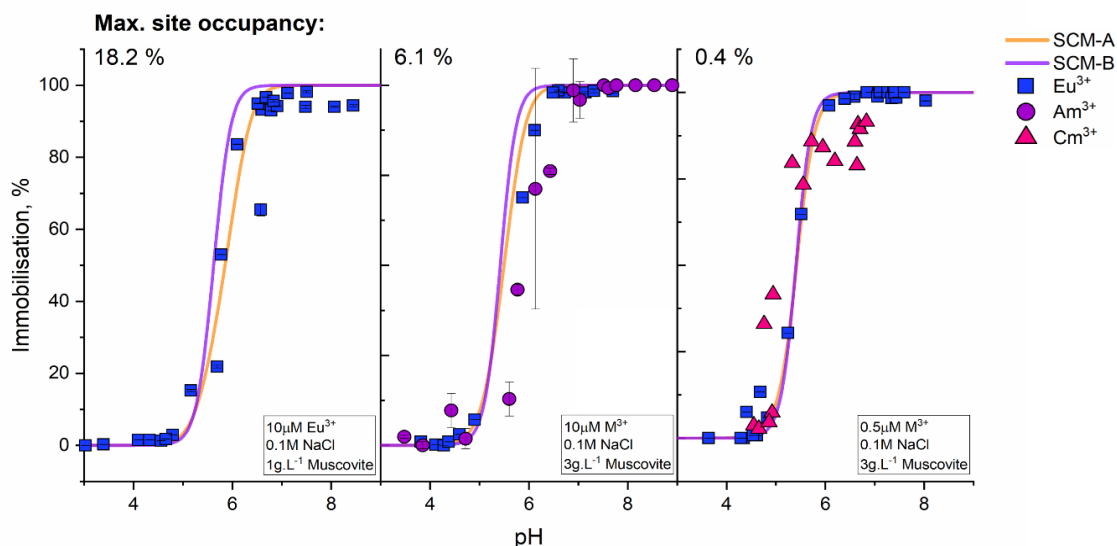 Max. site occupancy:
18.2 %
6.1 %
0.4 %
SCM-A
SCM-B
Eu³⁺
Am³⁺
Cm³⁺
100
80
60
40
20
0
Immobilisation, %
10µM Eu³⁺
0.1M NaCl
1g.L⁻¹ Muscovite
10µM M³⁺
0.1M NaCl
3g.L⁻¹ Muscovite
0.5µM M³⁺
0.1M NaCl
3g.L⁻¹ Muscovite
4 6 8 4 6 8 4 6 8
pH